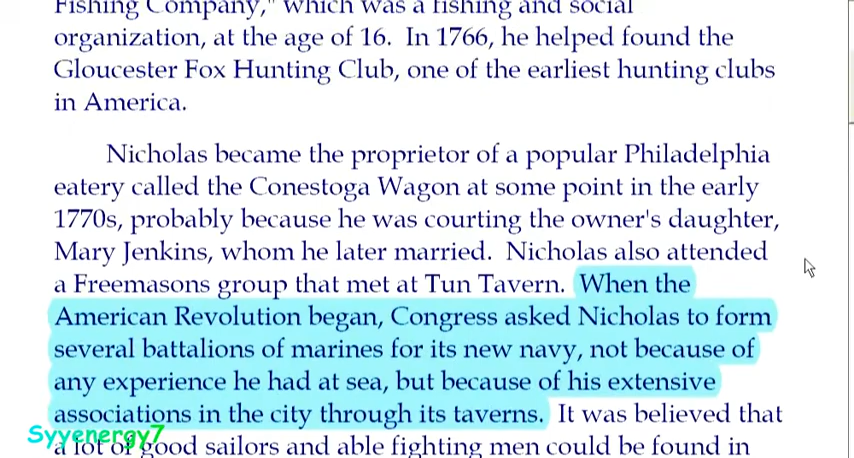 Fishing Company," which was a fishing and social
organization, at the age of 16. In 1766, he helped found the
Gloucester Fox Hunting Club, one of the earliest hunting clubs
in America.
Nicholas became the proprietor of a popular Philadelphia
eatery called the Conestoga Wagon at some point in the early
1770s, probably because he was courting the owner's daughter,
Mary Jenkins, whom he later married. Nicholas also attended
a Freemasons group that met at Tun Tavern. When the
American Revolution began, Congress asked Nicholas to form
several battalions of marines for its new navy, not because of
any experience he had at sea, but because of his extensive
associations in the city through its taverns. It was believed that
Syyenergy7
a lot of good sailors and able fighting men could be found in